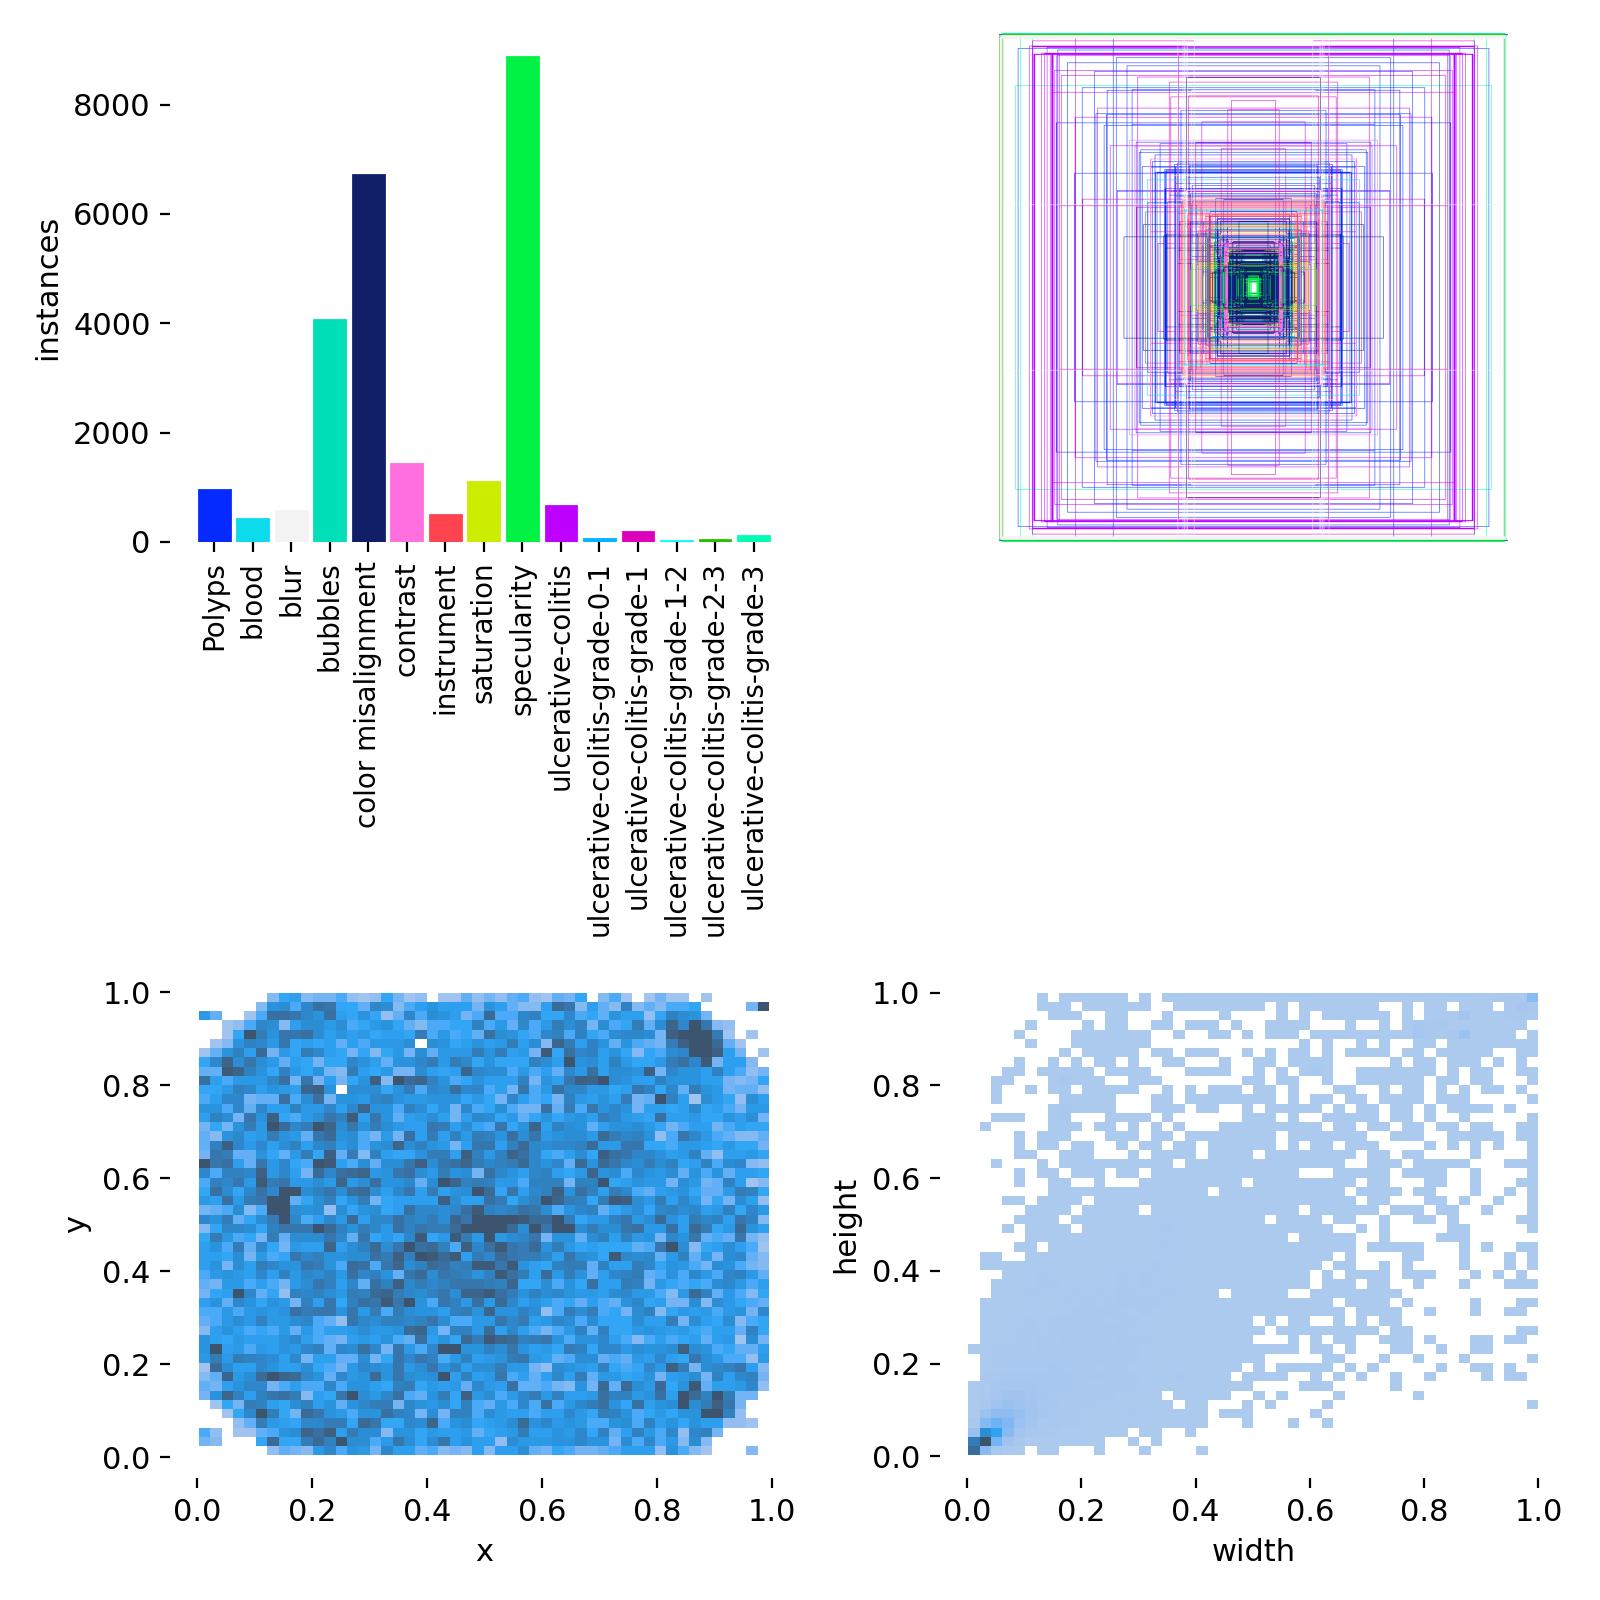 8000
6000
4000
2000
0
instances
Polyps
blood
blur
bubbles
color misalignment
contrast
instrument
saturation
specularity
ulcerative-colitis
ulcerative-colitis-grade-0-1
ulcerative-colitis-grade-1
ulcerative-colitis-grade-1-2
ulcerative-colitis-grade-2-3
ulcerative-colitis-grade-3
1.0
0.8
0.6
0.4
0.2
0.0
y
0.0 0.2 0.4 0.6 0.8 1.0
x
1.0
0.8
0.6
0.4
0.2
0.0
height
0.0 0.2 0.4 0.6 0.8 1.0
width